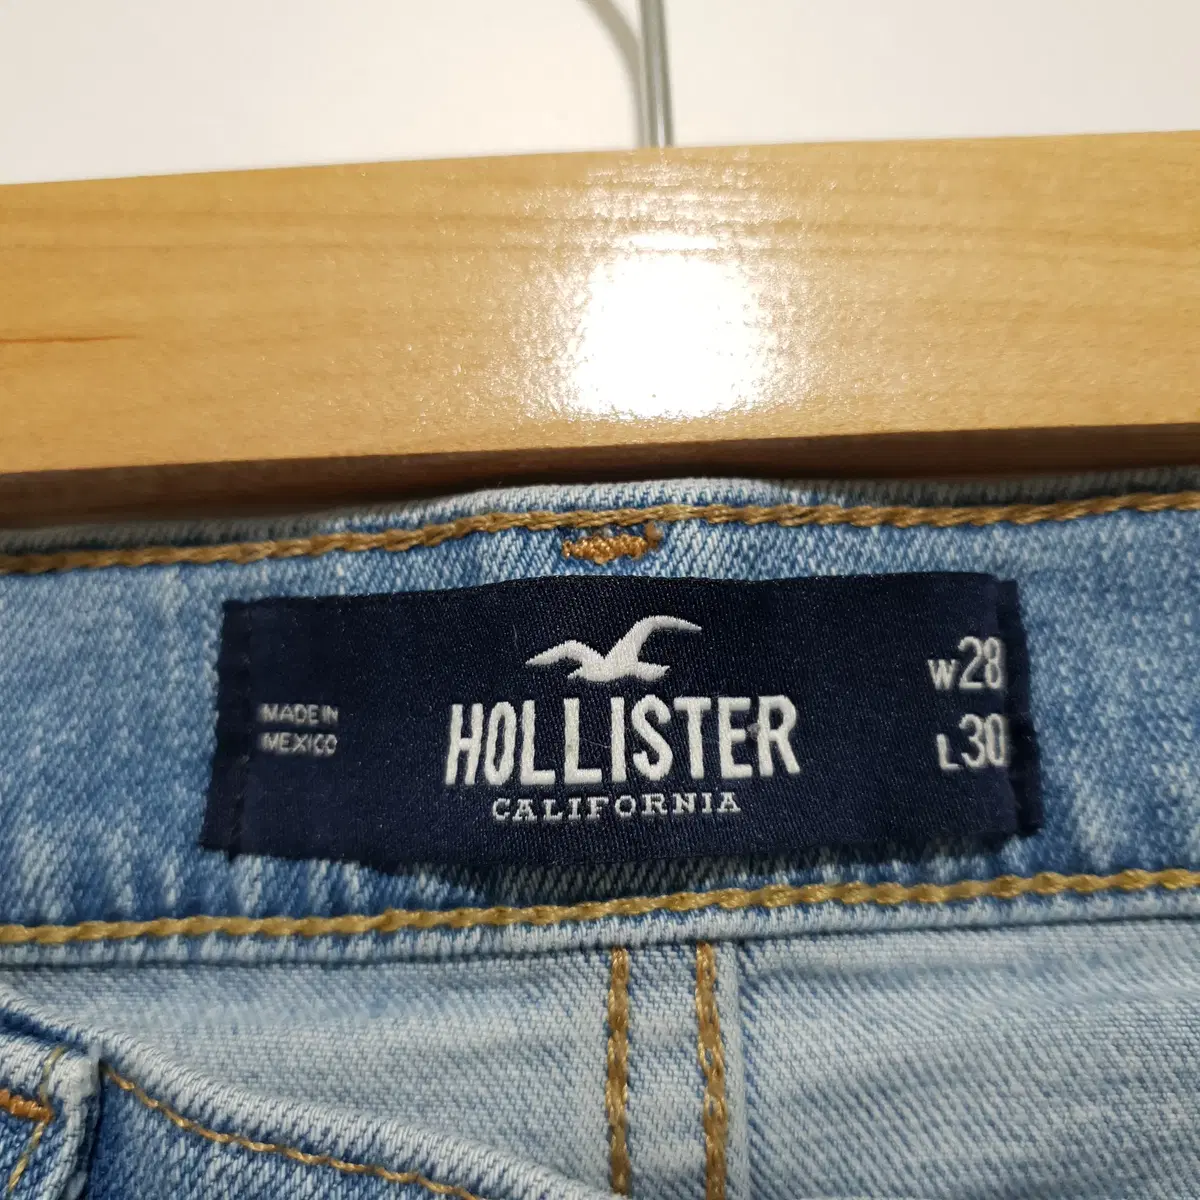 MADE IN
MEXICO
HOLLISTER
CALIFORNIA
W28
L30